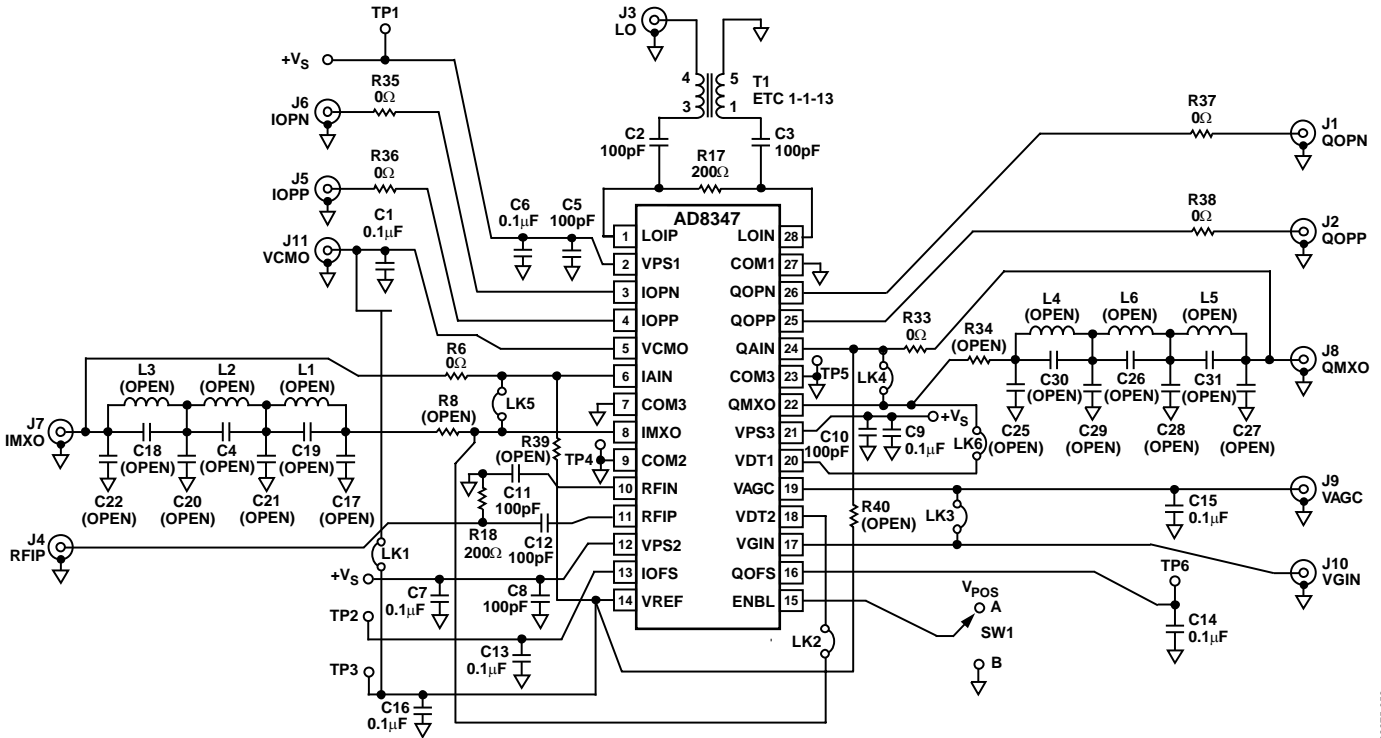 J3
LO
TP1
+VS
R35
0Ω
J6
IOPN
R36
0Ω
J5
IOPP
C1
0.1μF
J11
VCMO
4
3
5
1
T1
ETC 1-1-13
C2
100pF
C3
100pF
R17
200Ω
C6
0.1μF
C5
100pF
R37
0Ω
J1
QOPN
R38
0Ω
J2
QOPP
AD8347
1 LOIP
2 VPS1
3 IOPN
4 IOPP
5 VCMO
6 IAIN
7 COM3
8 IMXO
9 COM2
10 RFIN
11 RFIP
12 VPS2
13 IOFS
14 VREF
LOIN 28
COM1 27
QOPN 26
QOPP 25
QAIN 24
COM3 23
QMXO 22
VPS3 21
VDT1 20
VAGC 19
VDT2 18
VGIN 17
QOFS 16
ENBL 15
R6
0Ω
L3
(OPEN)
L2
(OPEN)
L1
(OPEN)
R8
(OPEN)
LK5
J7
IMXO
C18
(OPEN)
C4
(OPEN)
C19
(OPEN)
C22
(OPEN)
C20
(OPEN)
C21
(OPEN)
C17
(OPEN)
R39
(OPEN)
TP4
C11
100pF
R18
200Ω
C12
100pF
J4
RFIP
LK1
+VS
C7
0.1μF
C8
100pF
TP2
C13
0.1μF
TP3
C16
0.1μF
R33
0Ω
R34
(OPEN)
L4
(OPEN)
L6
(OPEN)
L5
(OPEN)
TP5
LK4
C30
(OPEN)
C26
(OPEN)
C31
(OPEN)
J8
QMXO
C25
(OPEN)
C29
(OPEN)
C28
(OPEN)
C27
(OPEN)
+VS
C10
100pF
C9
0.1μF
LK6
R40
(OPEN)
LK3
C15
0.1μF
J9
VAGC
J10
VGIN
TP6
C14
0.1μF
VPOS
A
SW1
B
LK2